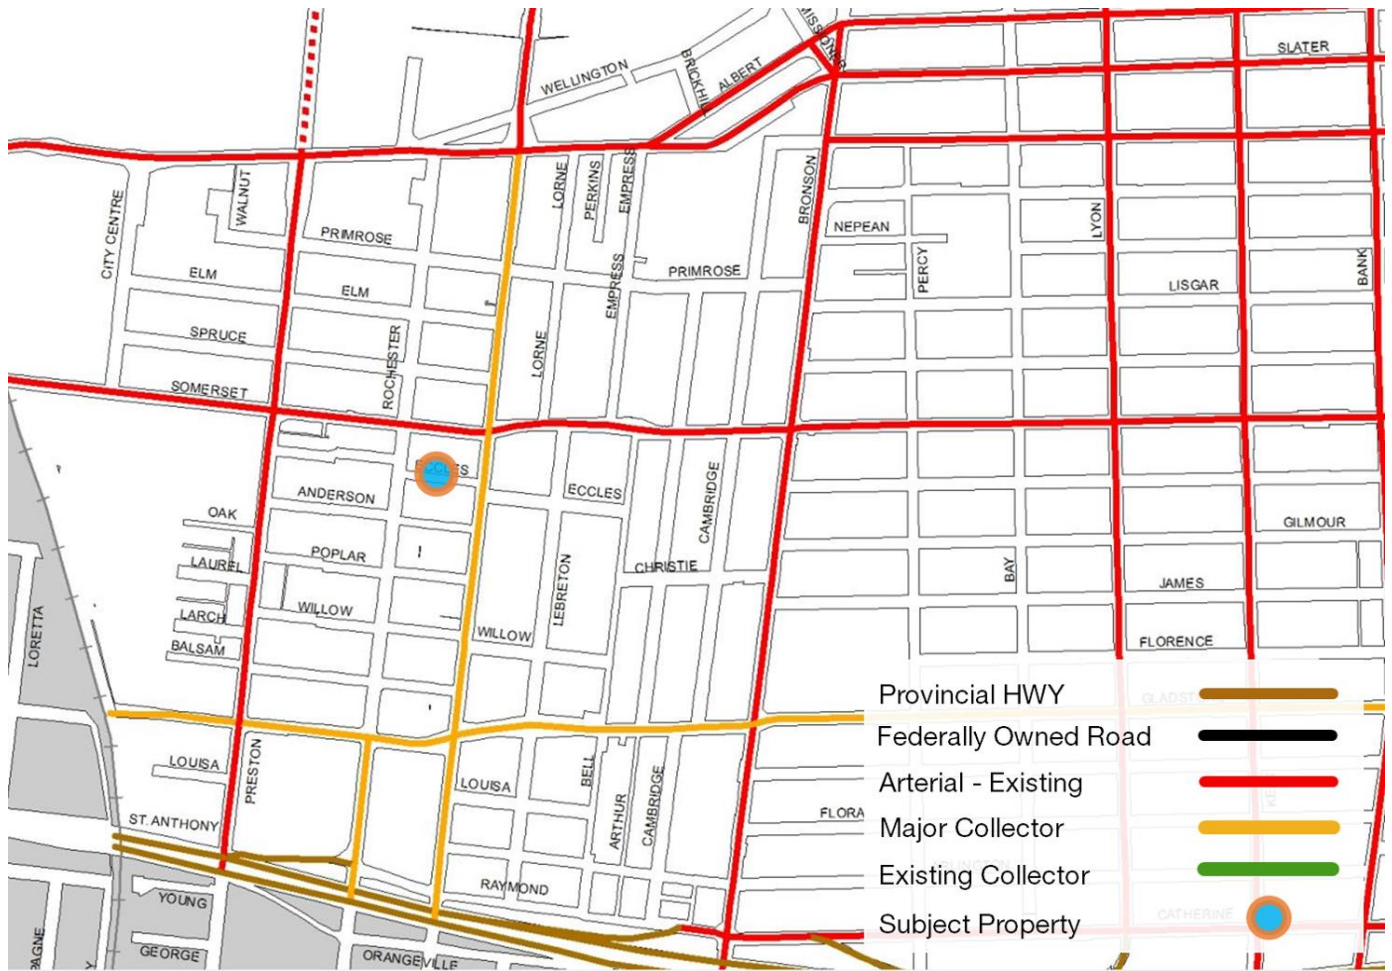 MISSIONER
SLATER
WELLINGTON
BRICKHILL
ALBERT
WALNUT
LORNE
PERKINS
EMPRESS
BRONSON
CITY CENTRE
PRIMROSE
NEPEAN
LYON
PERCY
BANK
ELM
ELM
EMPRESS
PRIMROSE
LISGAR
SPRUCE
ROCHESTER
LORNE
SOMERSET
ECCLES
ANDERSON
ECCLES
CAMBRIDGE
OAK
GILMOUR
POPLAR
LAUREL
CHRISTIE
BAY
JAMES
LEBRETON
LORETTA
LARCH
WILLOW
WILLOW
FLORENCE
BALSAM
Provincial HWY
Federally Owned Road
LOUISA
PRESTON
LOUISA
BELL
Arterial - Existing
ST. ANTHONY
ARTHUR
CAMBRIDGE
FLORA
Major Collector
Existing Collector
RAYMOND
YOUNG
CATHERINE
Subject Property
PAGNE
GEORGE
ORANGEVILLE